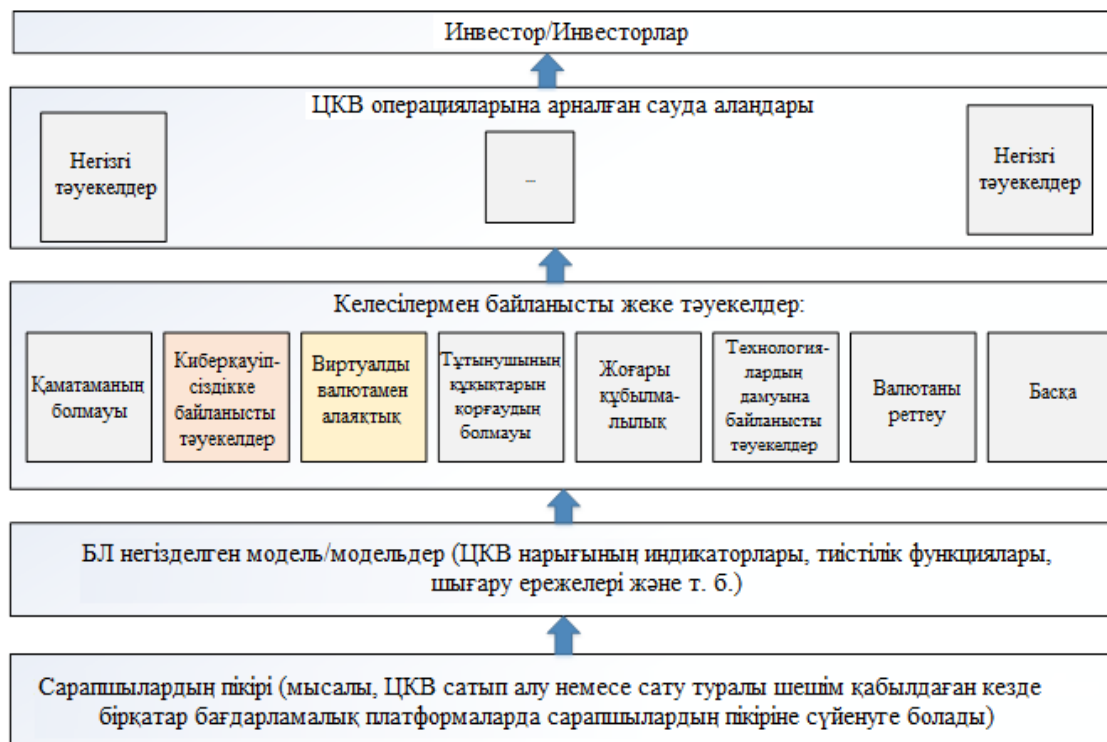 Инвестор/Инвесторлар
ЦКВ операцияларына арналған сауда алаңдары
Негізгі
тәуекелдер
–
Негізгі
тәуекелдер
Келесілермен байланысты жеке тәуекелдер:
Қаматаманың
болмауы
Киберқауіп-
сіздікке
байланысты
тәуекелдер
Виртуалды
валютамен
алаяқтық
Тұтынушының
құқықтарын
қорғаудың
болмауы
Жоғары
құбылма-
лылық
Технология-
лардың
дамуына
байланысты
тәуекелдер
Валютаны
реттеу
Басқа
БЛ негізделген модель/модельдер (ЦКВ нарығының индикаторлары, тиістілік функциялары,
шығару ережелері және т. б.)
Сарапшылардың пікірі (мысалы, ЦКВ сатып алу немесе сату туралы шешім қабылдаған кезде
бірқатар бағдарламалық платформаларда сарапшылардың пікіріне сүйенуге болады)